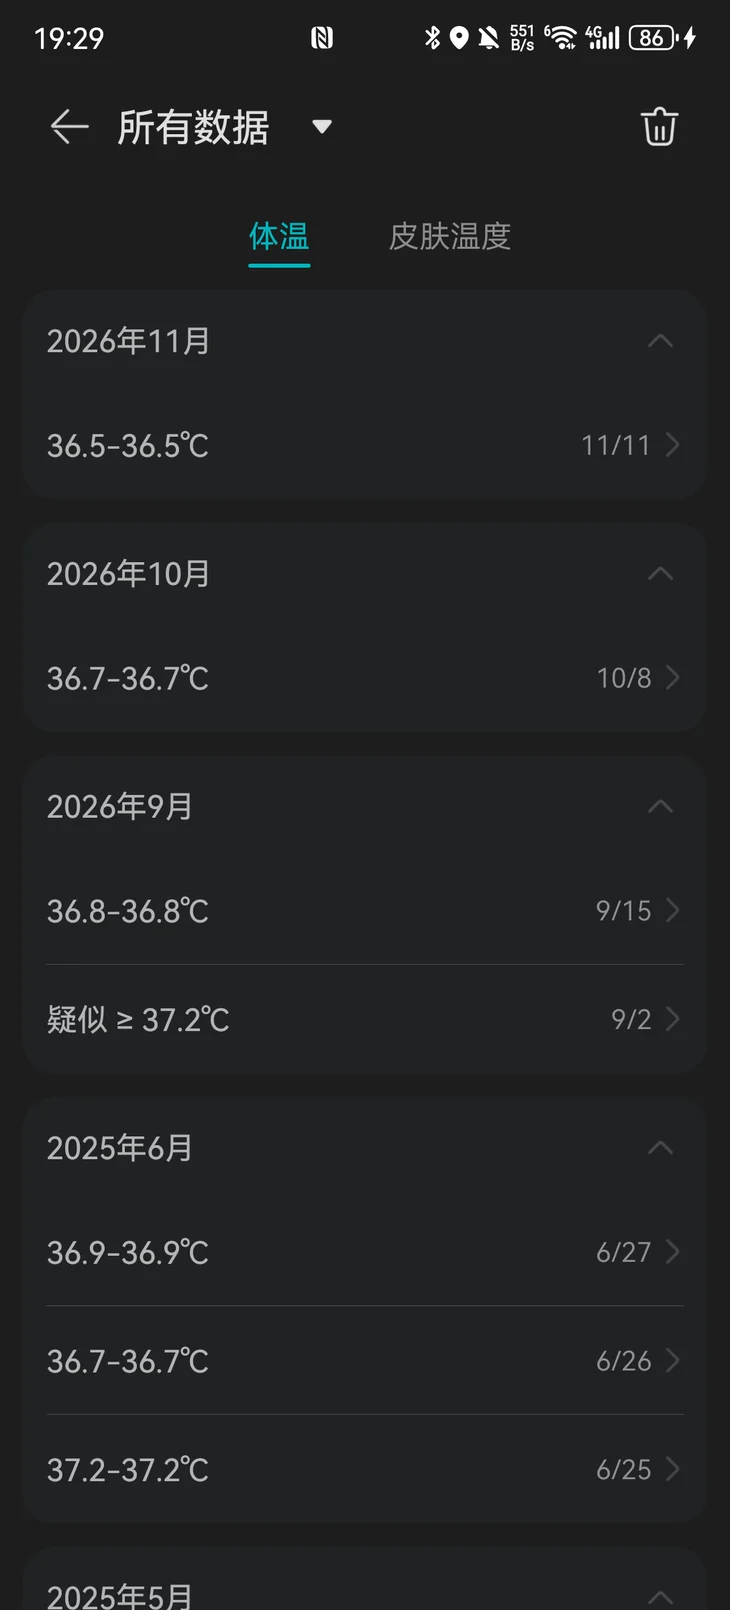 19:29 551 B/s 6 4G 86
所有数据
体温 皮肤温度
2026年11月
36.5-36.5℃ 11/11
2026年10月
36.7-36.7℃ 10/8
2026年9月
36.8-36.8℃ 9/15
疑似 ≥ 37.2℃ 9/2
2025年6月
36.9-36.9℃ 6/27
36.7-36.7℃ 6/26
37.2-37.2℃ 6/25
2025年5月